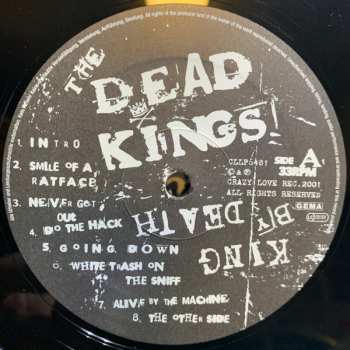 THE
DEAD
KINGS!
CLLP6481
SIDE A
33RPM
CRAZY LOVE REC. 2001
ALL RIGHTS RESERVED
GEMA
KING
BY DEATH
1. INTRO
2. SMILE OF A
RATFACE
3. NEVER GOT
OUT
4. DO THE HACK
5. GOING DOWN
6. WHITE TRASH ON
THE SNIFF
7. ALIVE BY THE MACHINE
8. THE OTHER SIDE